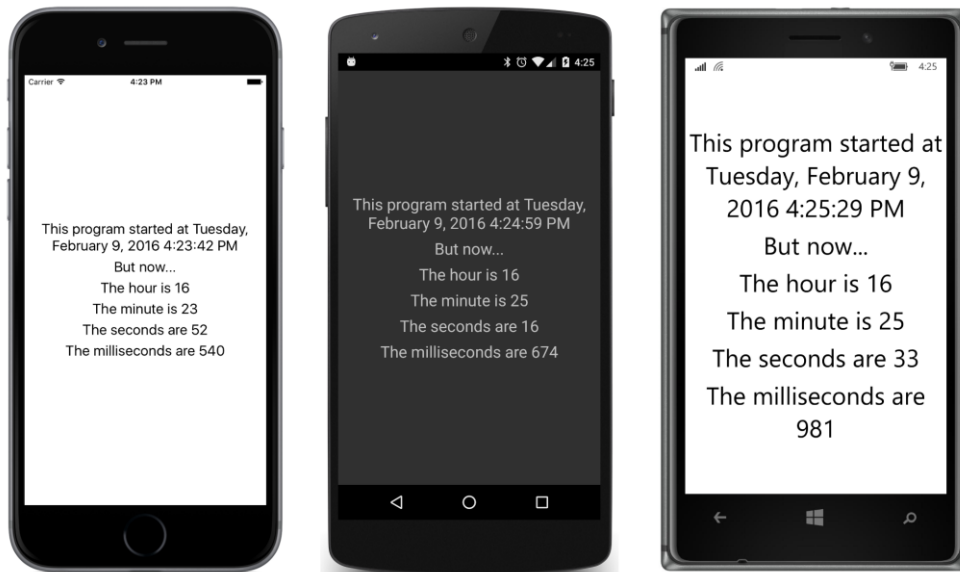 Carrier
4:23 PM
This program started at Tuesday,
February 9, 2016 4:23:42 PM
But now...
The hour is 16
The minute is 23
The seconds are 52
The milliseconds are 540
4:25
This program started at Tuesday,
February 9, 2016 4:24:59 PM
But now...
The hour is 16
The minute is 25
The seconds are 16
The milliseconds are 674
4:25
This program started at
Tuesday, February 9,
2016 4:25:29 PM
But now...
The hour is 16
The minute is 25
The seconds are 33
The milliseconds are
981